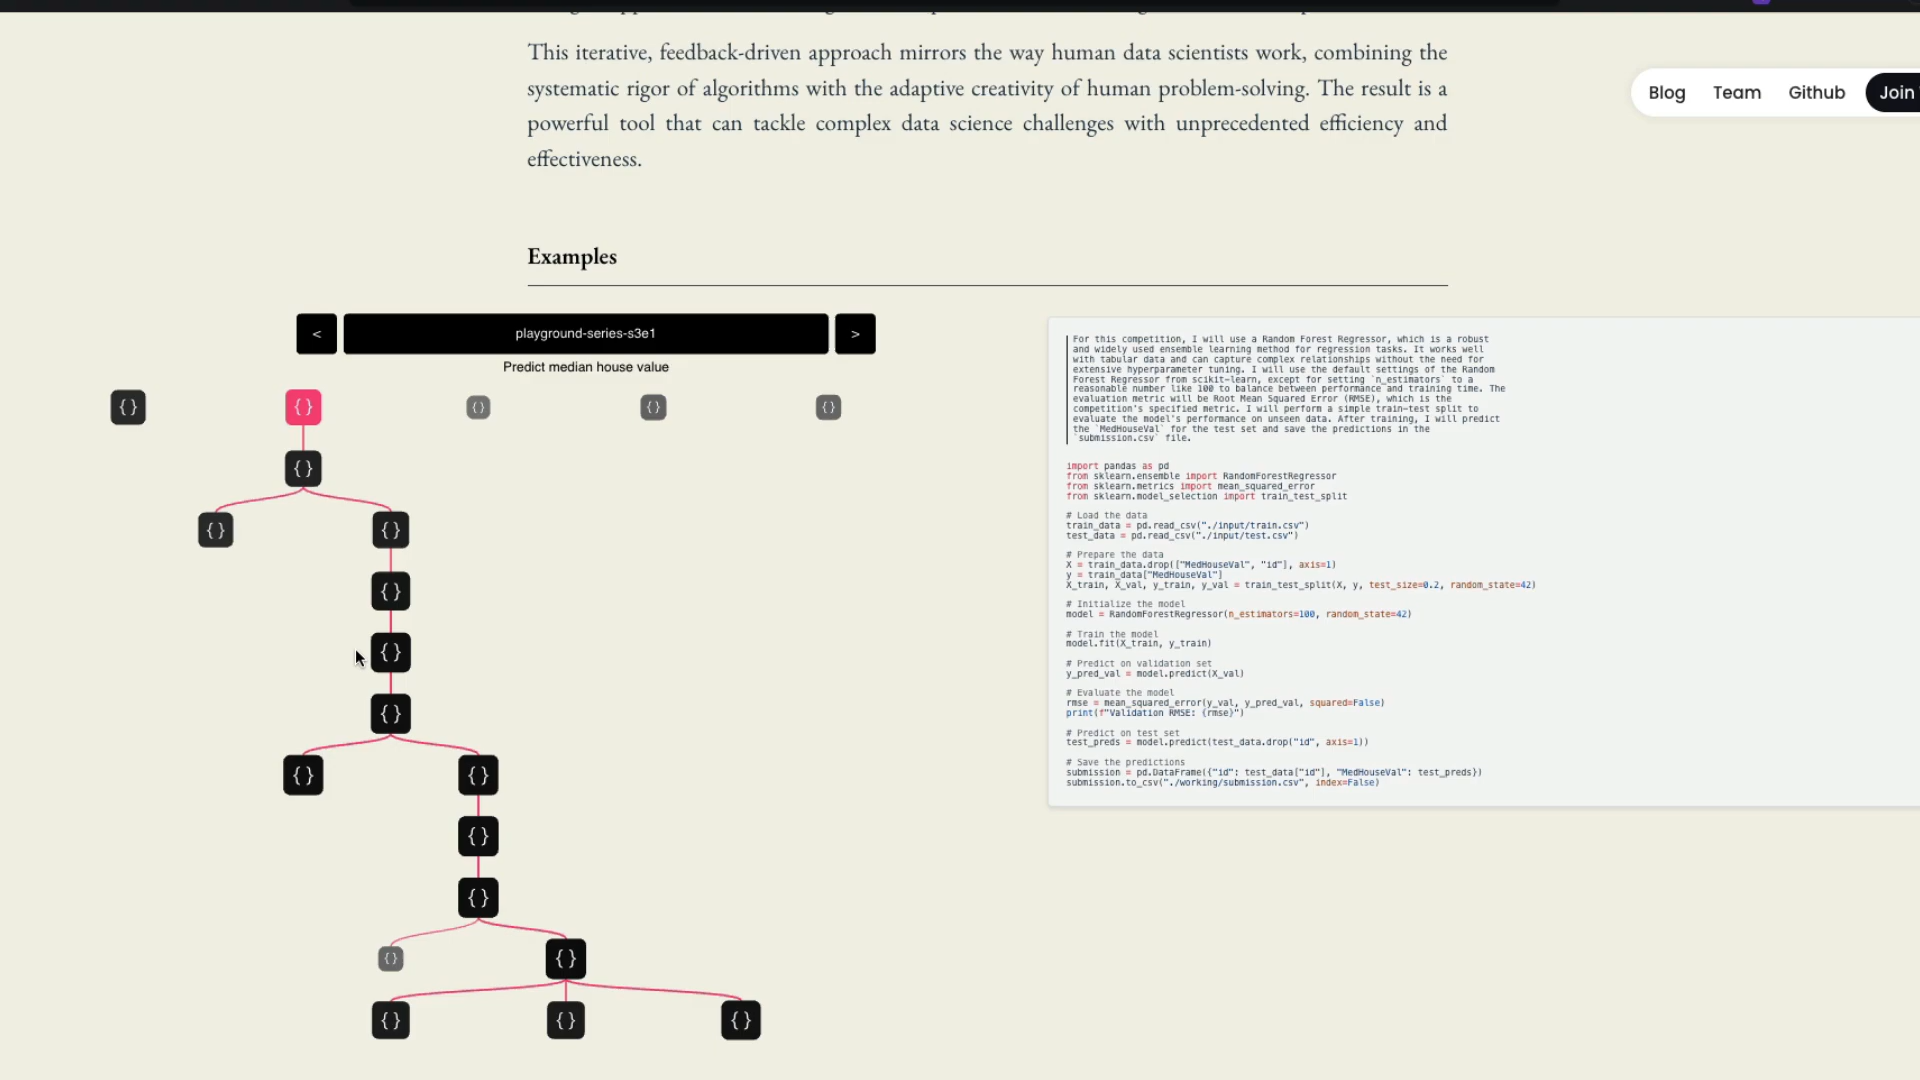 This iterative, feedback-driven approach mirrors the way human data scientists work, combining the
systematic rigor of algorithms with the adaptive creativity of human problem-solving. The result is a
powerful tool that can tackle complex data science challenges with unprecedented efficiency and
effectiveness.
Blog Team Github Join
Examples
< playground-series-s3e1 >
Predict median house value
{} {} {} {} {}
{}
{} {}
{}
{}
{}
{} {}
{}
{}
{} {}
{} {} {}
For this competition, I will use a Random Forest Regressor, which is a robust
and widely used ensemble learning method for regression tasks. It works well
with tabular data and can capture complex relationships without the need for
extensive hyperparameter tuning. I will use the default settings of the Random
Forest Regressor from scikit-learn, except for setting `n_estimators` to a
reasonable number like 100 to balance between performance and training time. The
evaluation metric will be Root Mean Squared Error (RMSE), which is the
competition's specified metric. I will perform a simple train-test split to
evaluate the model's performance on unseen data. After training, I will predict
the `MedHouseVal` for the test set and save the predictions in the
`submission.csv` file.
import pandas as pd
from sklearn.ensemble import RandomForestRegressor
from sklearn.metrics import mean_squared_error
from sklearn.model_selection import train_test_split
# Load the data
train_data = pd.read_csv("./input/train.csv")
test_data = pd.read_csv("./input/test.csv")
# Prepare the data
X = train_data.drop(["MedHouseVal", "id"], axis=1)
y = train_data["MedHouseVal"]
X_train, X_val, y_train, y_val = train_test_split(X, y, test_size=0.2, random_state=42)
# Initialize the model
model = RandomForestRegressor(n_estimators=100, random_state=42)
# Train the model
model.fit(X_train, y_train)
# Predict on validation set
y_pred_val = model.predict(X_val)
# Evaluate the model
rmse = mean_squared_error(y_val, y_pred_val, squared=False)
print(f"Validation RMSE: {rmse}")
# Predict on test set
test_preds = model.predict(test_data.drop("id", axis=1))
# Save the predictions
submission = pd.DataFrame({"id": test_data["id"], "MedHouseVal": test_preds})
submission.to_csv("./working/submission.csv", index=False)